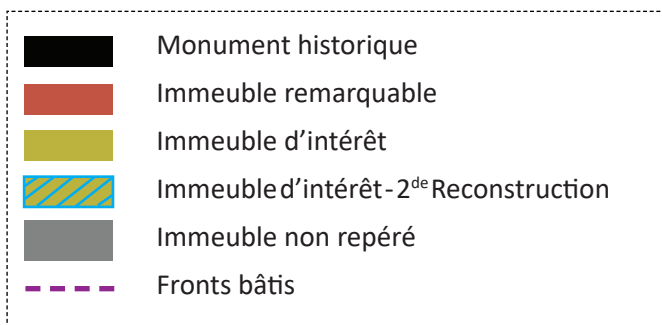 Monument historique
Immeuble remarquable
Immeuble d’intérêt
Immeuble d’intérêt - 2de Reconstruction
Immeuble non repéré
Fronts bâtis